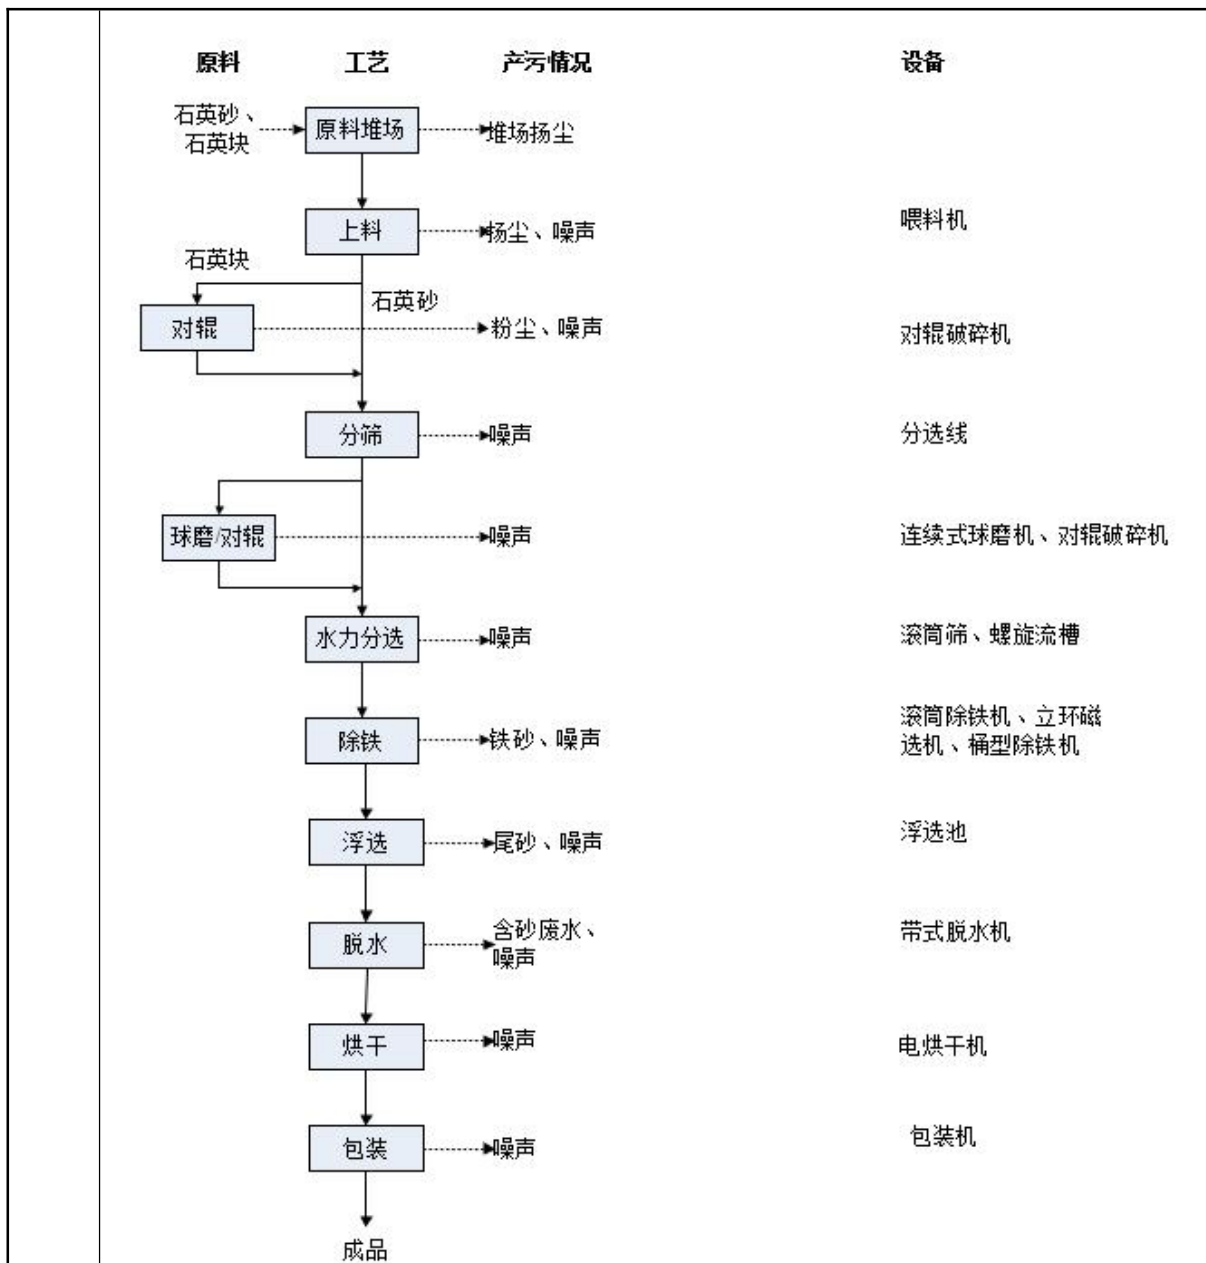 原料 工艺 产污情况 设备
石英砂、
石英块
原料堆场
堆场扬尘
上料
扬尘、噪声
喂料机
石英块
石英砂
对辊
粉尘、噪声
对辊破碎机
分筛
噪声
分选线
球磨/对辊
噪声
连续式球磨机、对辊破碎机
水力分选
噪声
滚筒筛、螺旋流槽
除铁
铁砂、噪声
滚筒除铁机、立环磁
选机、桶型除铁机
浮选
尾砂、噪声
浮选池
脱水
含砂废水、
噪声
带式脱水机
烘干
噪声
电烘干机
包装
噪声
包装机
成品